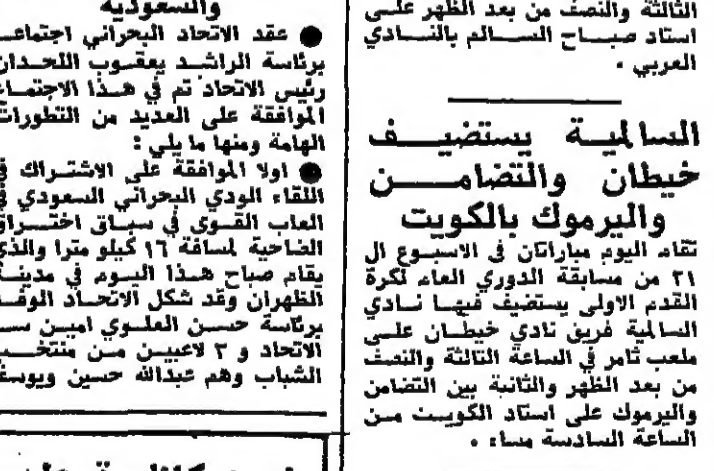 الثالثة والنصف من بعد الظهر على
استاد صباح السالم بالنادي
العربي .
السالمية يستضيف
خيطان والتضامن
واليرموك بالكويت
تقام اليوم مباراتان في الاسبوع ال
٢١ من مسابقة الدوري العام لكرة
القدم الاولى يستضيف فيها نادي
السالمية فريق نادي خيطان على
ملعب ثامر في الساعة الثالثة والنصف
من بعد الظهر والثانية بين التضامن
واليرموك على استاد الكويت من
الساعة السادسة مساء .
والسعودية
● عقد الاتحاد البحراني اجتماعـ
برئاسة الراشد يعقوب اللحدان
رئيس الاتحاد تم في هذا الاجتماع
الموافقة على العديد من التطورات
الهامة ومنها ما يلي :
● اولا الموافقة على الاشتراك في
اللقاء الودي البحراني السعودي في
العاب القوى في سباق اختراق
الضاحية لمسافة ١٦ كيلو مترا والذي
يقام صباح هذا اليوم في مدينة
الظهران وقد شكل الاتحاد الوفد
برئاسة حسن العلوي امين سـ
الاتحاد و ٣ لاعبين من منتخب
الشباب وهم عبدالله حسين ويوسف